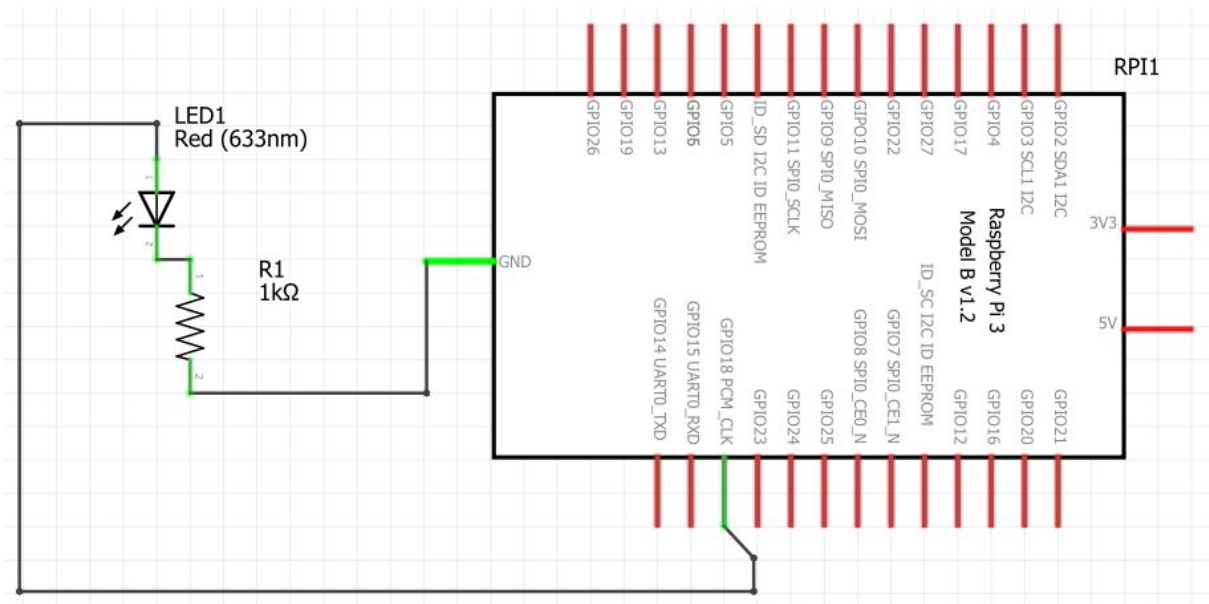 RPI1
LED1
Red (633nm)
1
2
R1
1kΩ
1
2
GPIO26
GPIO19
GPIO13
GPIO6
GPIO5
ID_SD I2C ID EEPROM
GPIO11 SPI0_SCLK
GPIO9 SPI0_MISO
GIPO10 SPI0_MOSI
GPIO22
GPIO27
GPIO17
GPIO4
GPIO3 SCL1 I2C
GPIO2 SDA1 I2C
3V3
GND
Raspberry Pi 3
Model B v1.2
5V
GPIO14 UART0_TXD
GPIO15 UART0_RXD
GPIO18 PCM_CLK
GPIO23
GPIO24
GPIO25
GPIO8 SPI0_CE0_N
GPIO7 SPI0_CE1_N
ID_SC I2C ID EEPROM
GPIO12
GPIO16
GPIO20
GPIO21